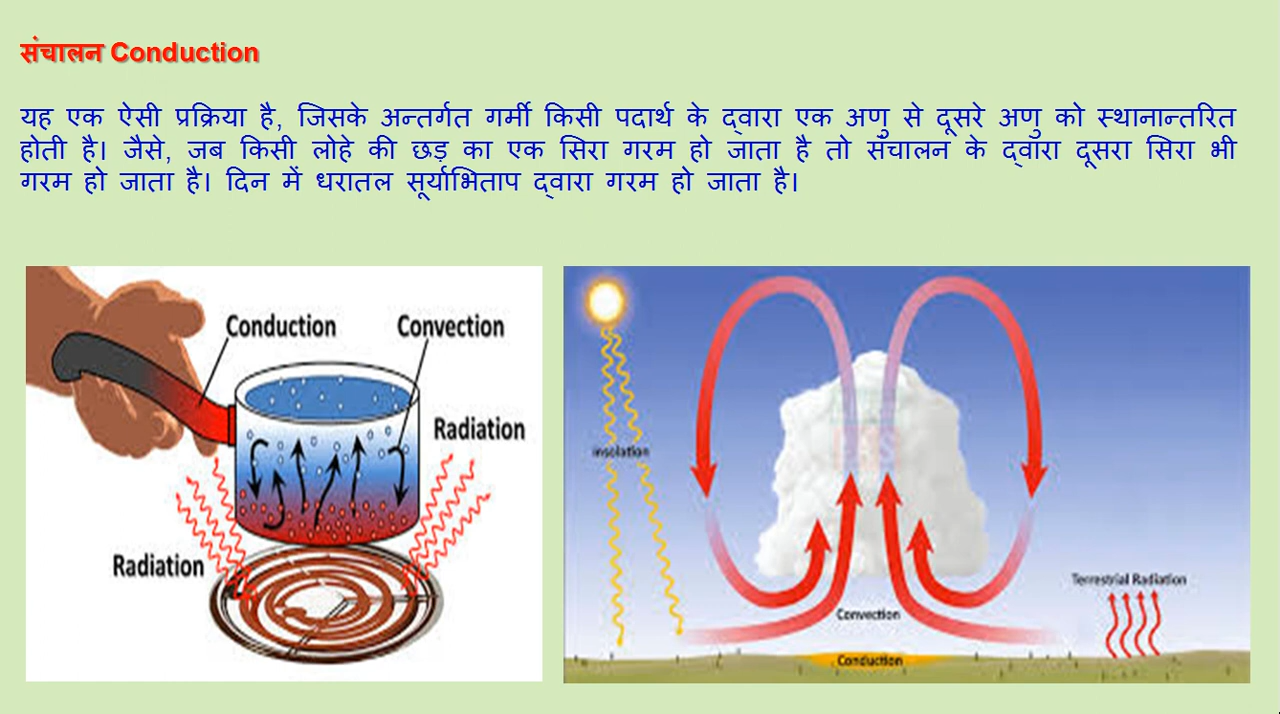 संचालन Conduction
यह एक ऐसी प्रक्रिया है, जिसके अन्तर्गत गर्मी किसी पदार्थ के द्वारा एक अणु से दूसरे अणु को स्थानान्तरित
होती है। जैसे, जब किसी लोहे की छड़ का एक सिरा गरम हो जाता है तो संचालन के द्वारा दूसरा सिरा भी
गरम हो जाता है। दिन में धरातल सूर्याभिताप द्वारा गरम हो जाता है।
Conduction
Convection
Radiation
Radiation
insolation
Terrestrial Radiation
Convection
Conduction